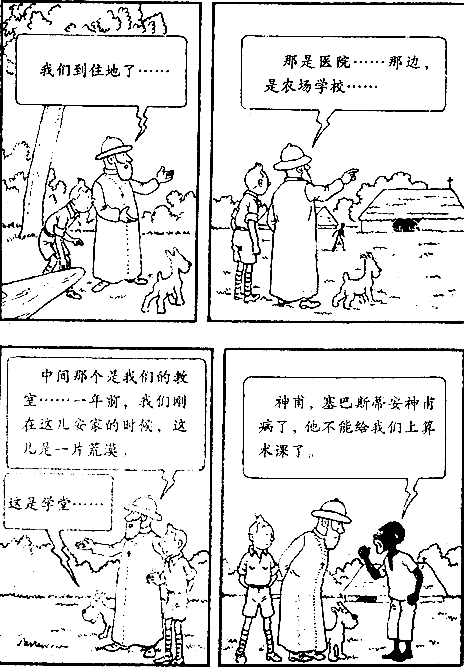 我们到住地了……
那是医院……那边，
是农场学校……
中间那个是我们的教
室……一年前，我们刚
在这儿安家的时候，这
儿是一片荒漠。
这是学堂……
神甫，塞巴斯蒂安神甫
病了，他不能给我们上算
术课了。